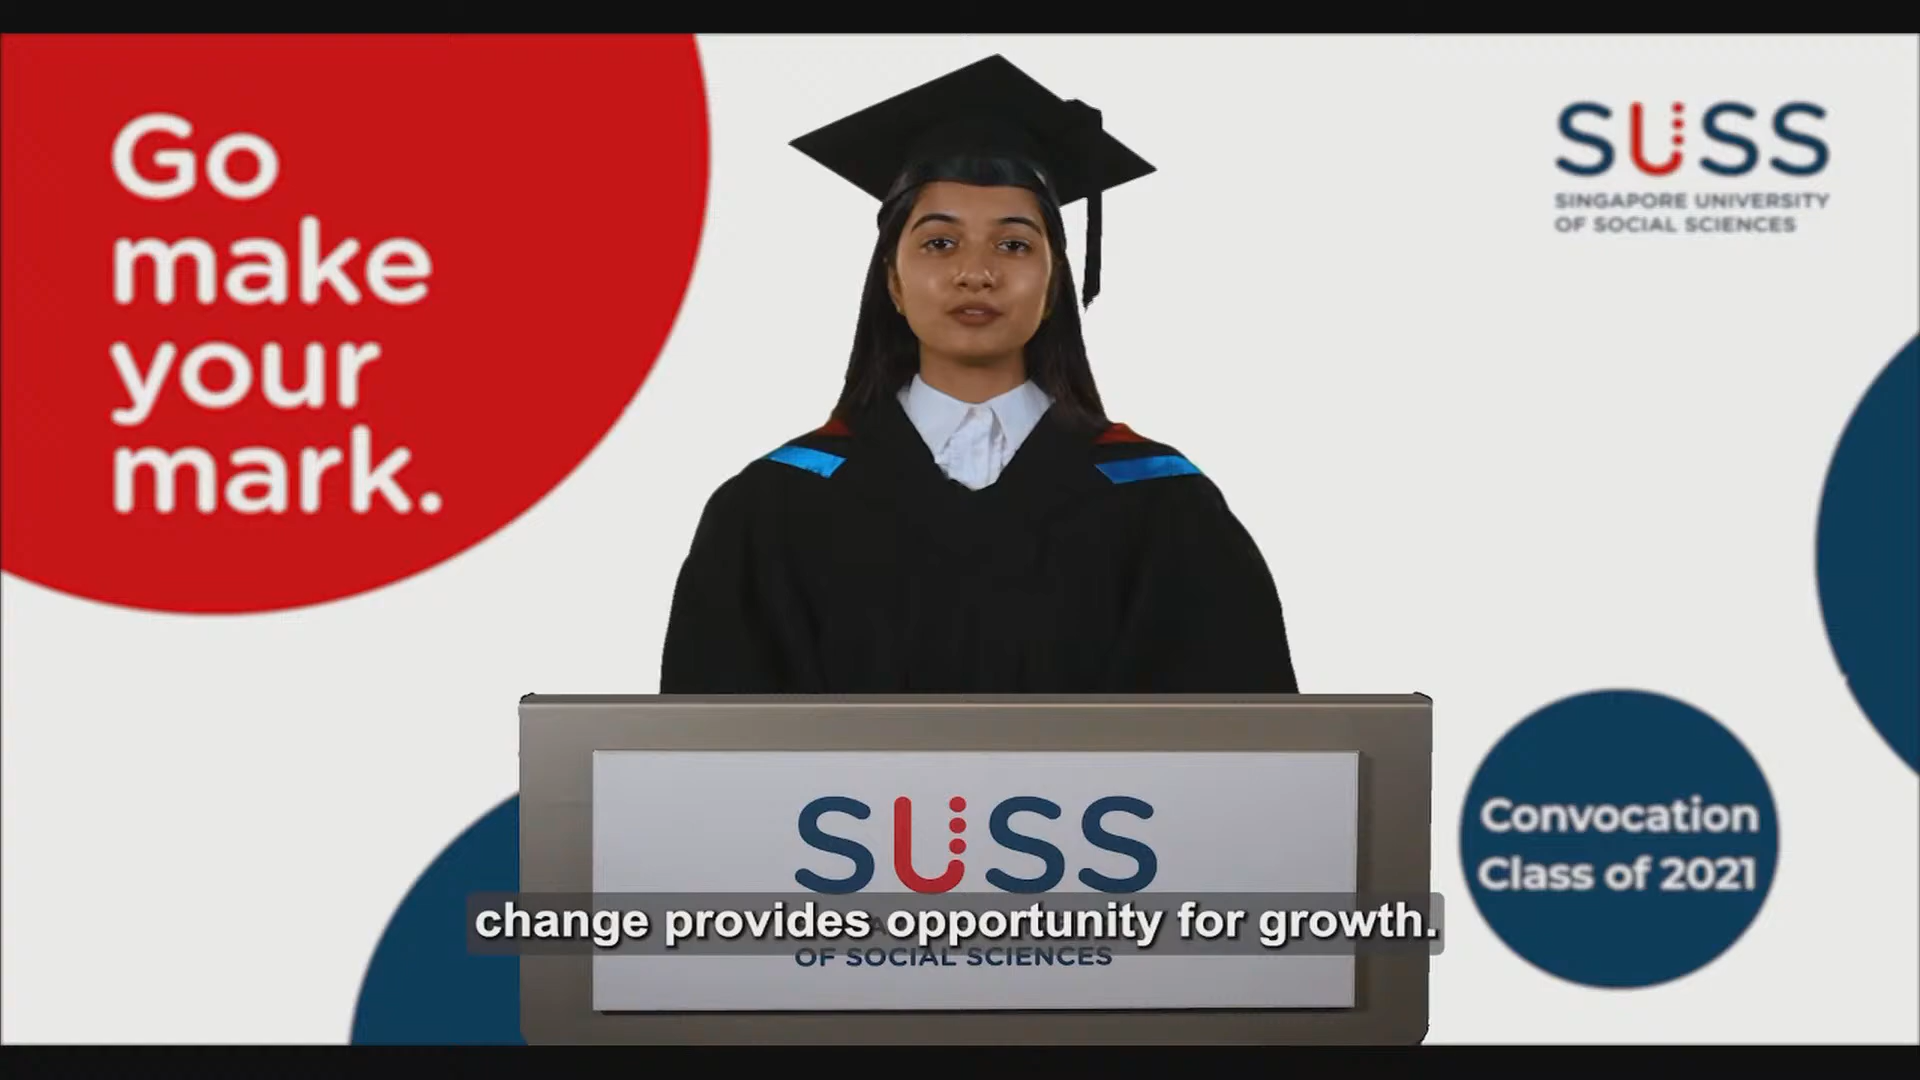 Go
make
your
mark.
SUSS
SINGAPORE UNIVERSITY
OF SOCIAL SCIENCES
SUSS
change provides opportunity for growth.
OF SOCIAL SCIENCES
Convocation
Class of 2021